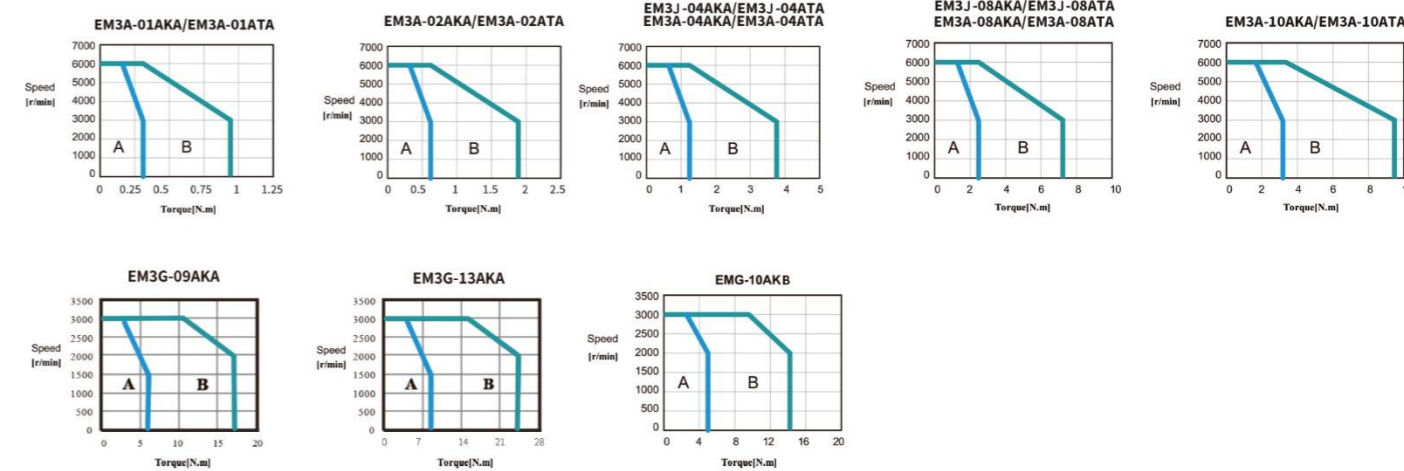 EM3A-01AKA/EM3A-01ATA
7000
6000
5000
4000
3000
2000
1000
0
Speed
[r/min]
A
B
0 0.25 0.5 0.75 1 1.25
Torque[N.m]
EM3A-02AKA/EM3A-02ATA
7000
6000
5000
4000
3000
2000
1000
0
Speed
[r/min]
A
B
0 0.5 1 1.5 2 2.5
Torque[N.m]
EM3J-04AKA/EM3J-04ATA
EM3A-04AKA/EM3A-04ATA
7000
6000
5000
4000
3000
2000
1000
0
Speed
[r/min]
A
B
0 1 2 3 4 5
Torque[N.m]
EM3J-08AKA/EM3J-08ATA
EM3A-08AKA/EM3A-08ATA
7000
6000
5000
4000
3000
2000
1000
0
Speed
[r/min]
A
B
0 2 4 6 8 10
Torque[N.m]
EM3A-10AKA/EM3A-10ATA
7000
6000
5000
4000
3000
2000
1000
0
Speed
[r/min]
A
B
0 2 4 6 8
Torque[N.m]
EM3G-09AKA
3500
3000
2500
2000
1500
1000
500
0
Speed
[r/min]
A
B
0 5 10 15 20
Torque[N.m]
EM3G-13AKA
3500
3000
2500
2000
1500
1000
500
0
Speed
[r/min]
A
B
0 7 14 21 28
Torque[N.m]
EMG-10AKB
3500
3000
2500
2000
1500
1000
500
0
Speed
[r/min]
A
B
0 4 8 12 16 20
Torque[N.m]